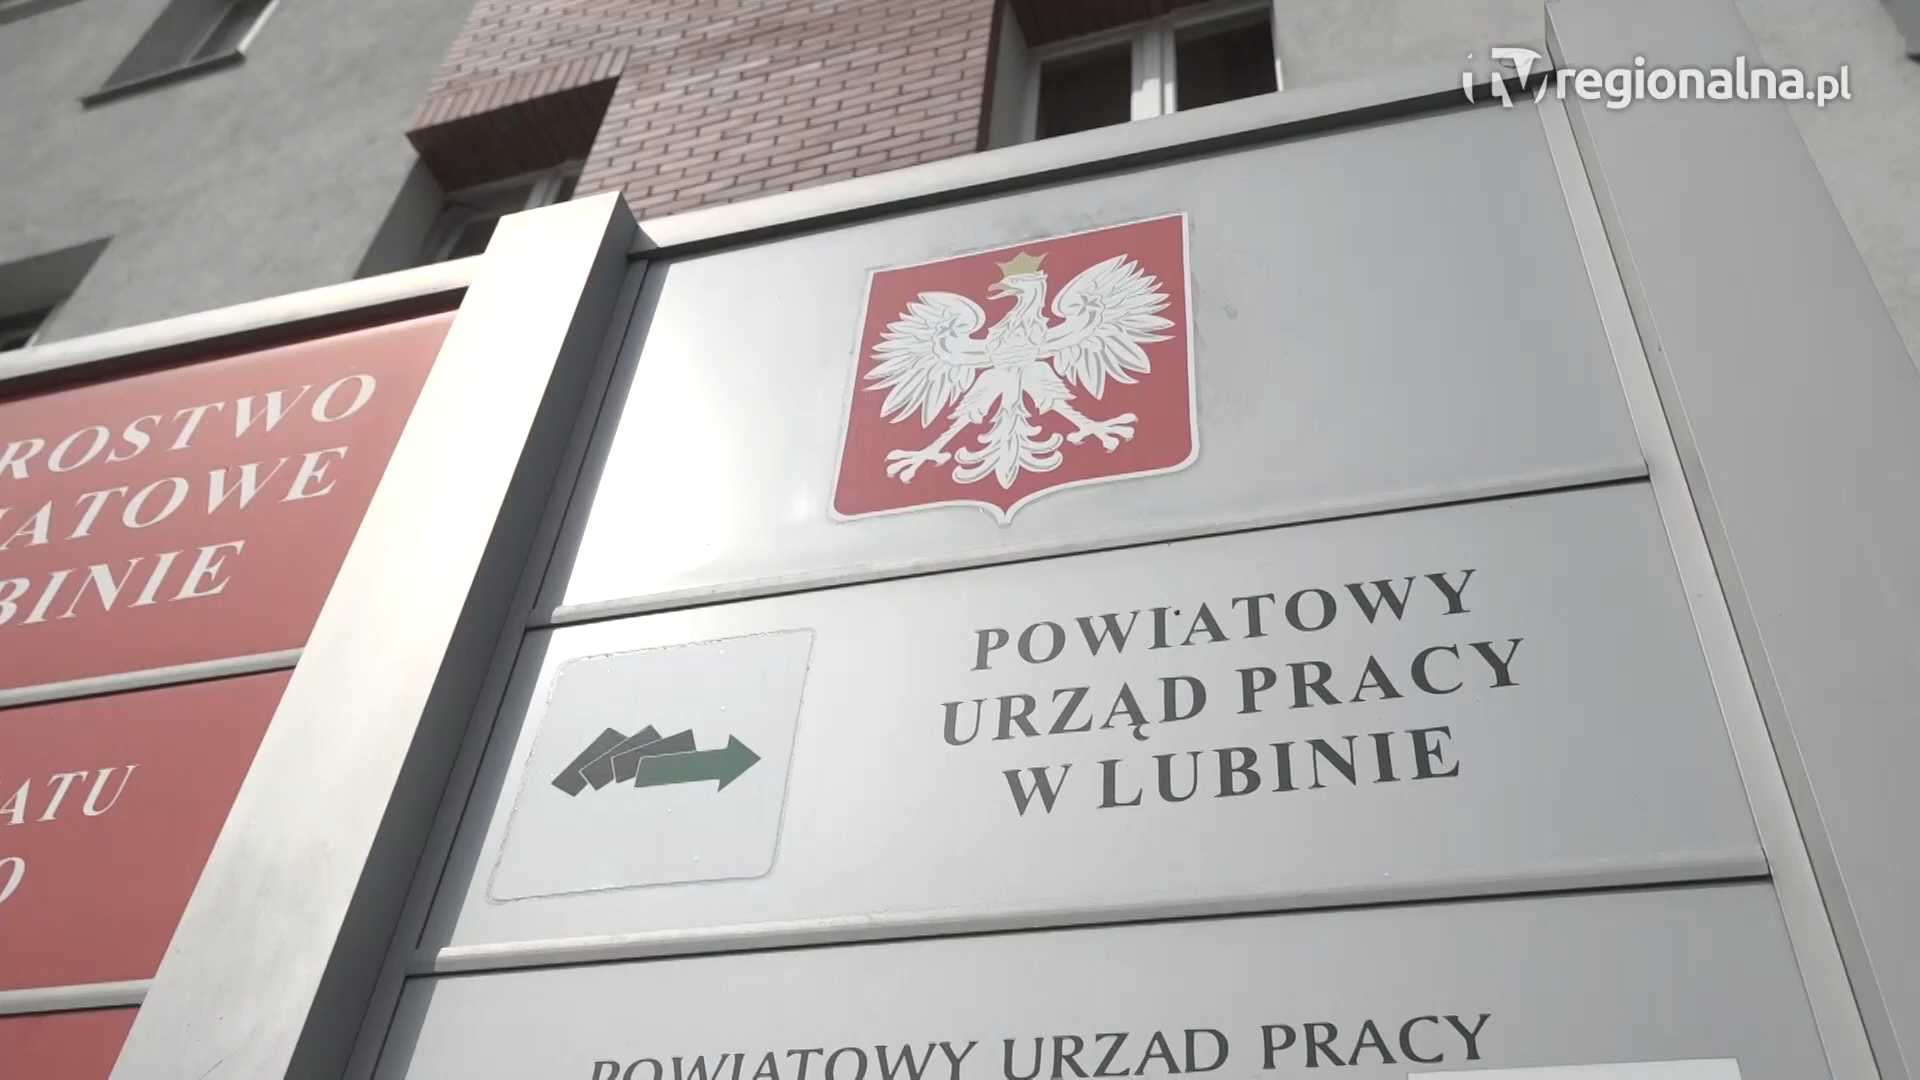 regionalna.pl
ROSTWO
IATOWE
BINIE
ATU
O
POWIATOWY
URZĄD PRACY
W LUBINIE
POWIATOWY URZĄD PRACY